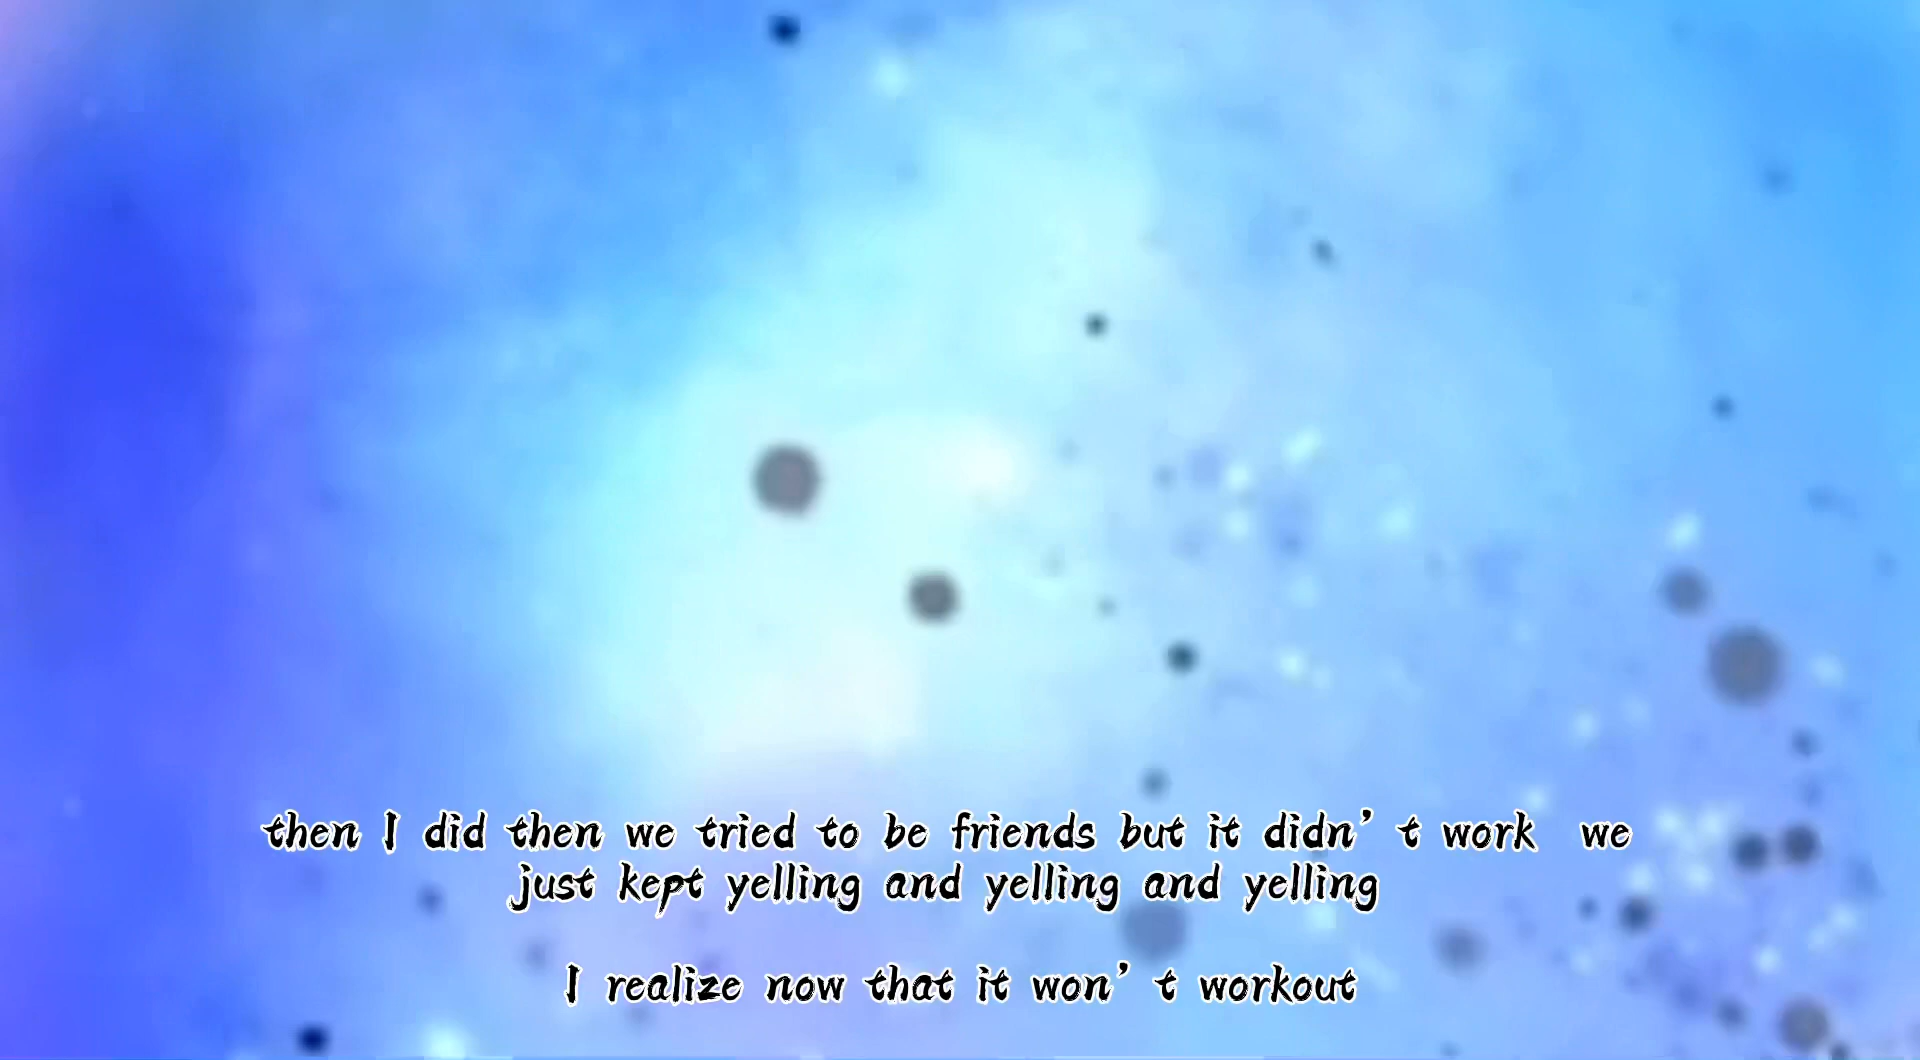 then I did then we tried to be friends but it didn’t work  we
just kept yelling and yelling and yelling
I realize now that it won’t workout